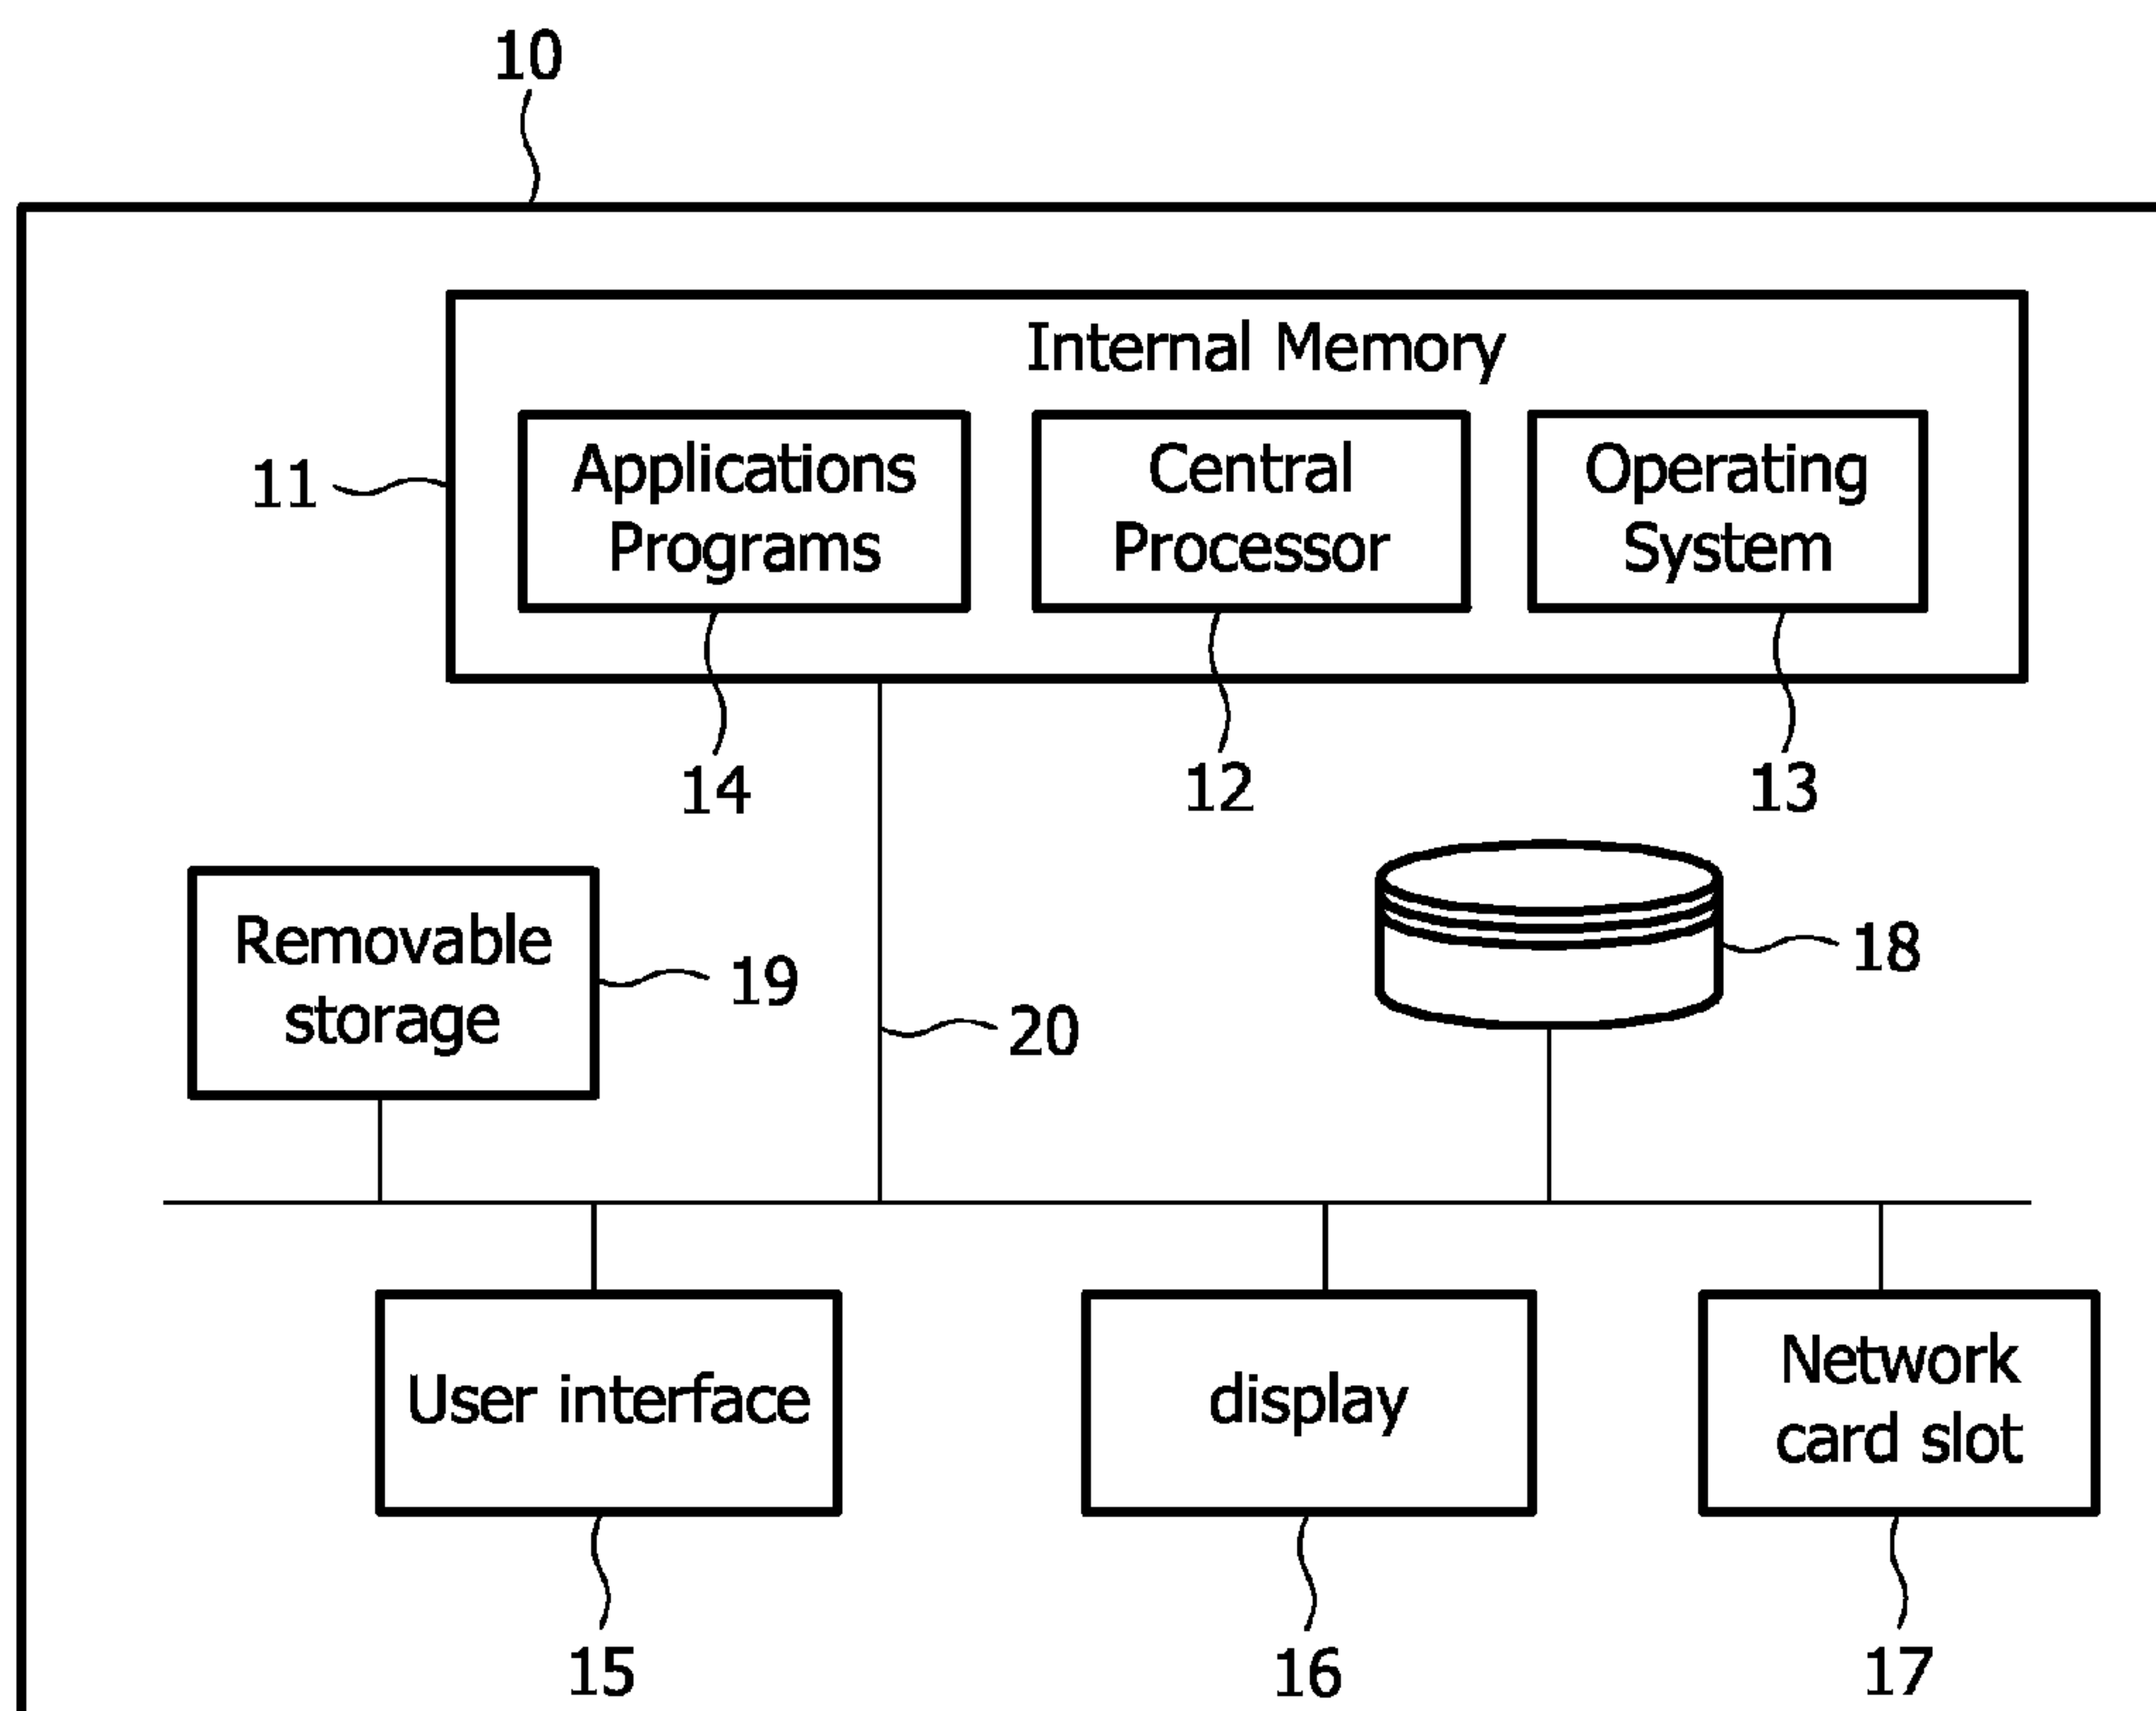 10
Internal Memory
11
Applications
Programs
Central
Processor
Operating
System
14
12
13
Removable
storage
19
20
18
User interface
display
Network
card slot
15
16
17